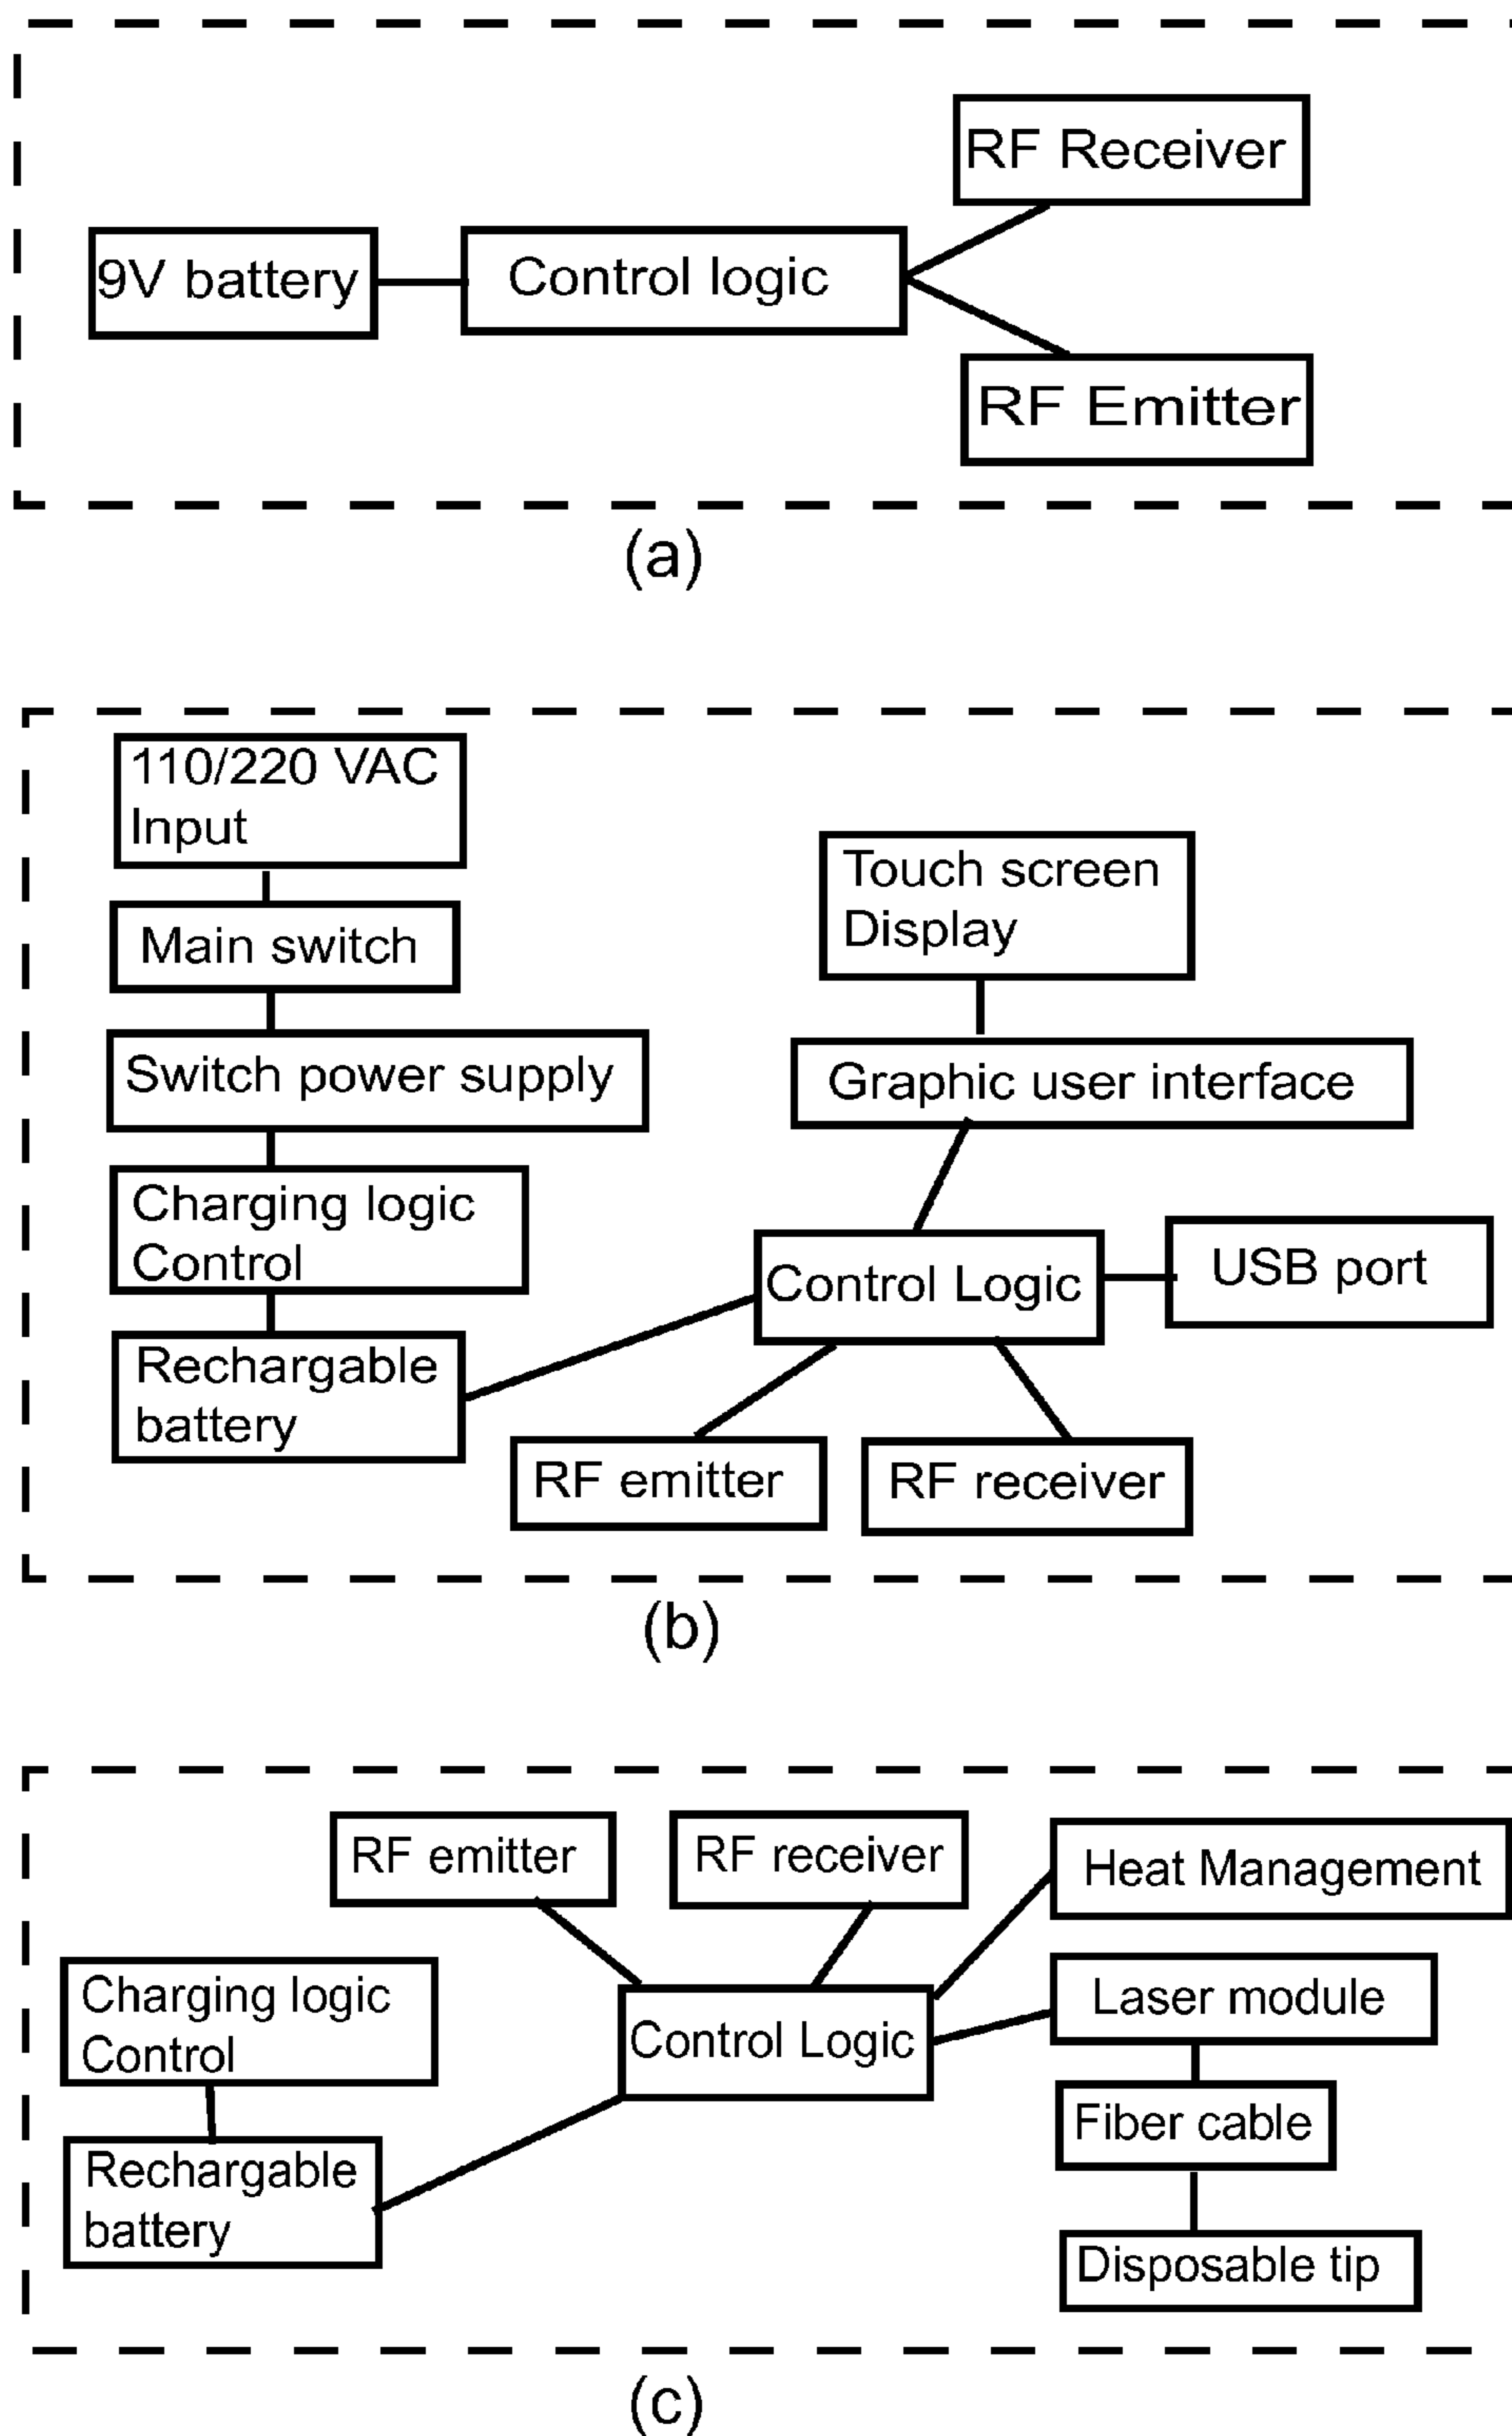 RF Receiver
9V battery
Control logic
RF Emitter
(a)
110/220 VAC
Input
Main switch
Switch power supply
Charging logic
Control
Rechargable
battery
Touch screen
Display
Graphic user interface
Control Logic
USB port
RF emitter
RF receiver
(b)
RF emitter
RF receiver
Heat Management
Charging logic
Control
Control Logic
Laser module
Rechargable
battery
Fiber cable
Disposable tip
(c)